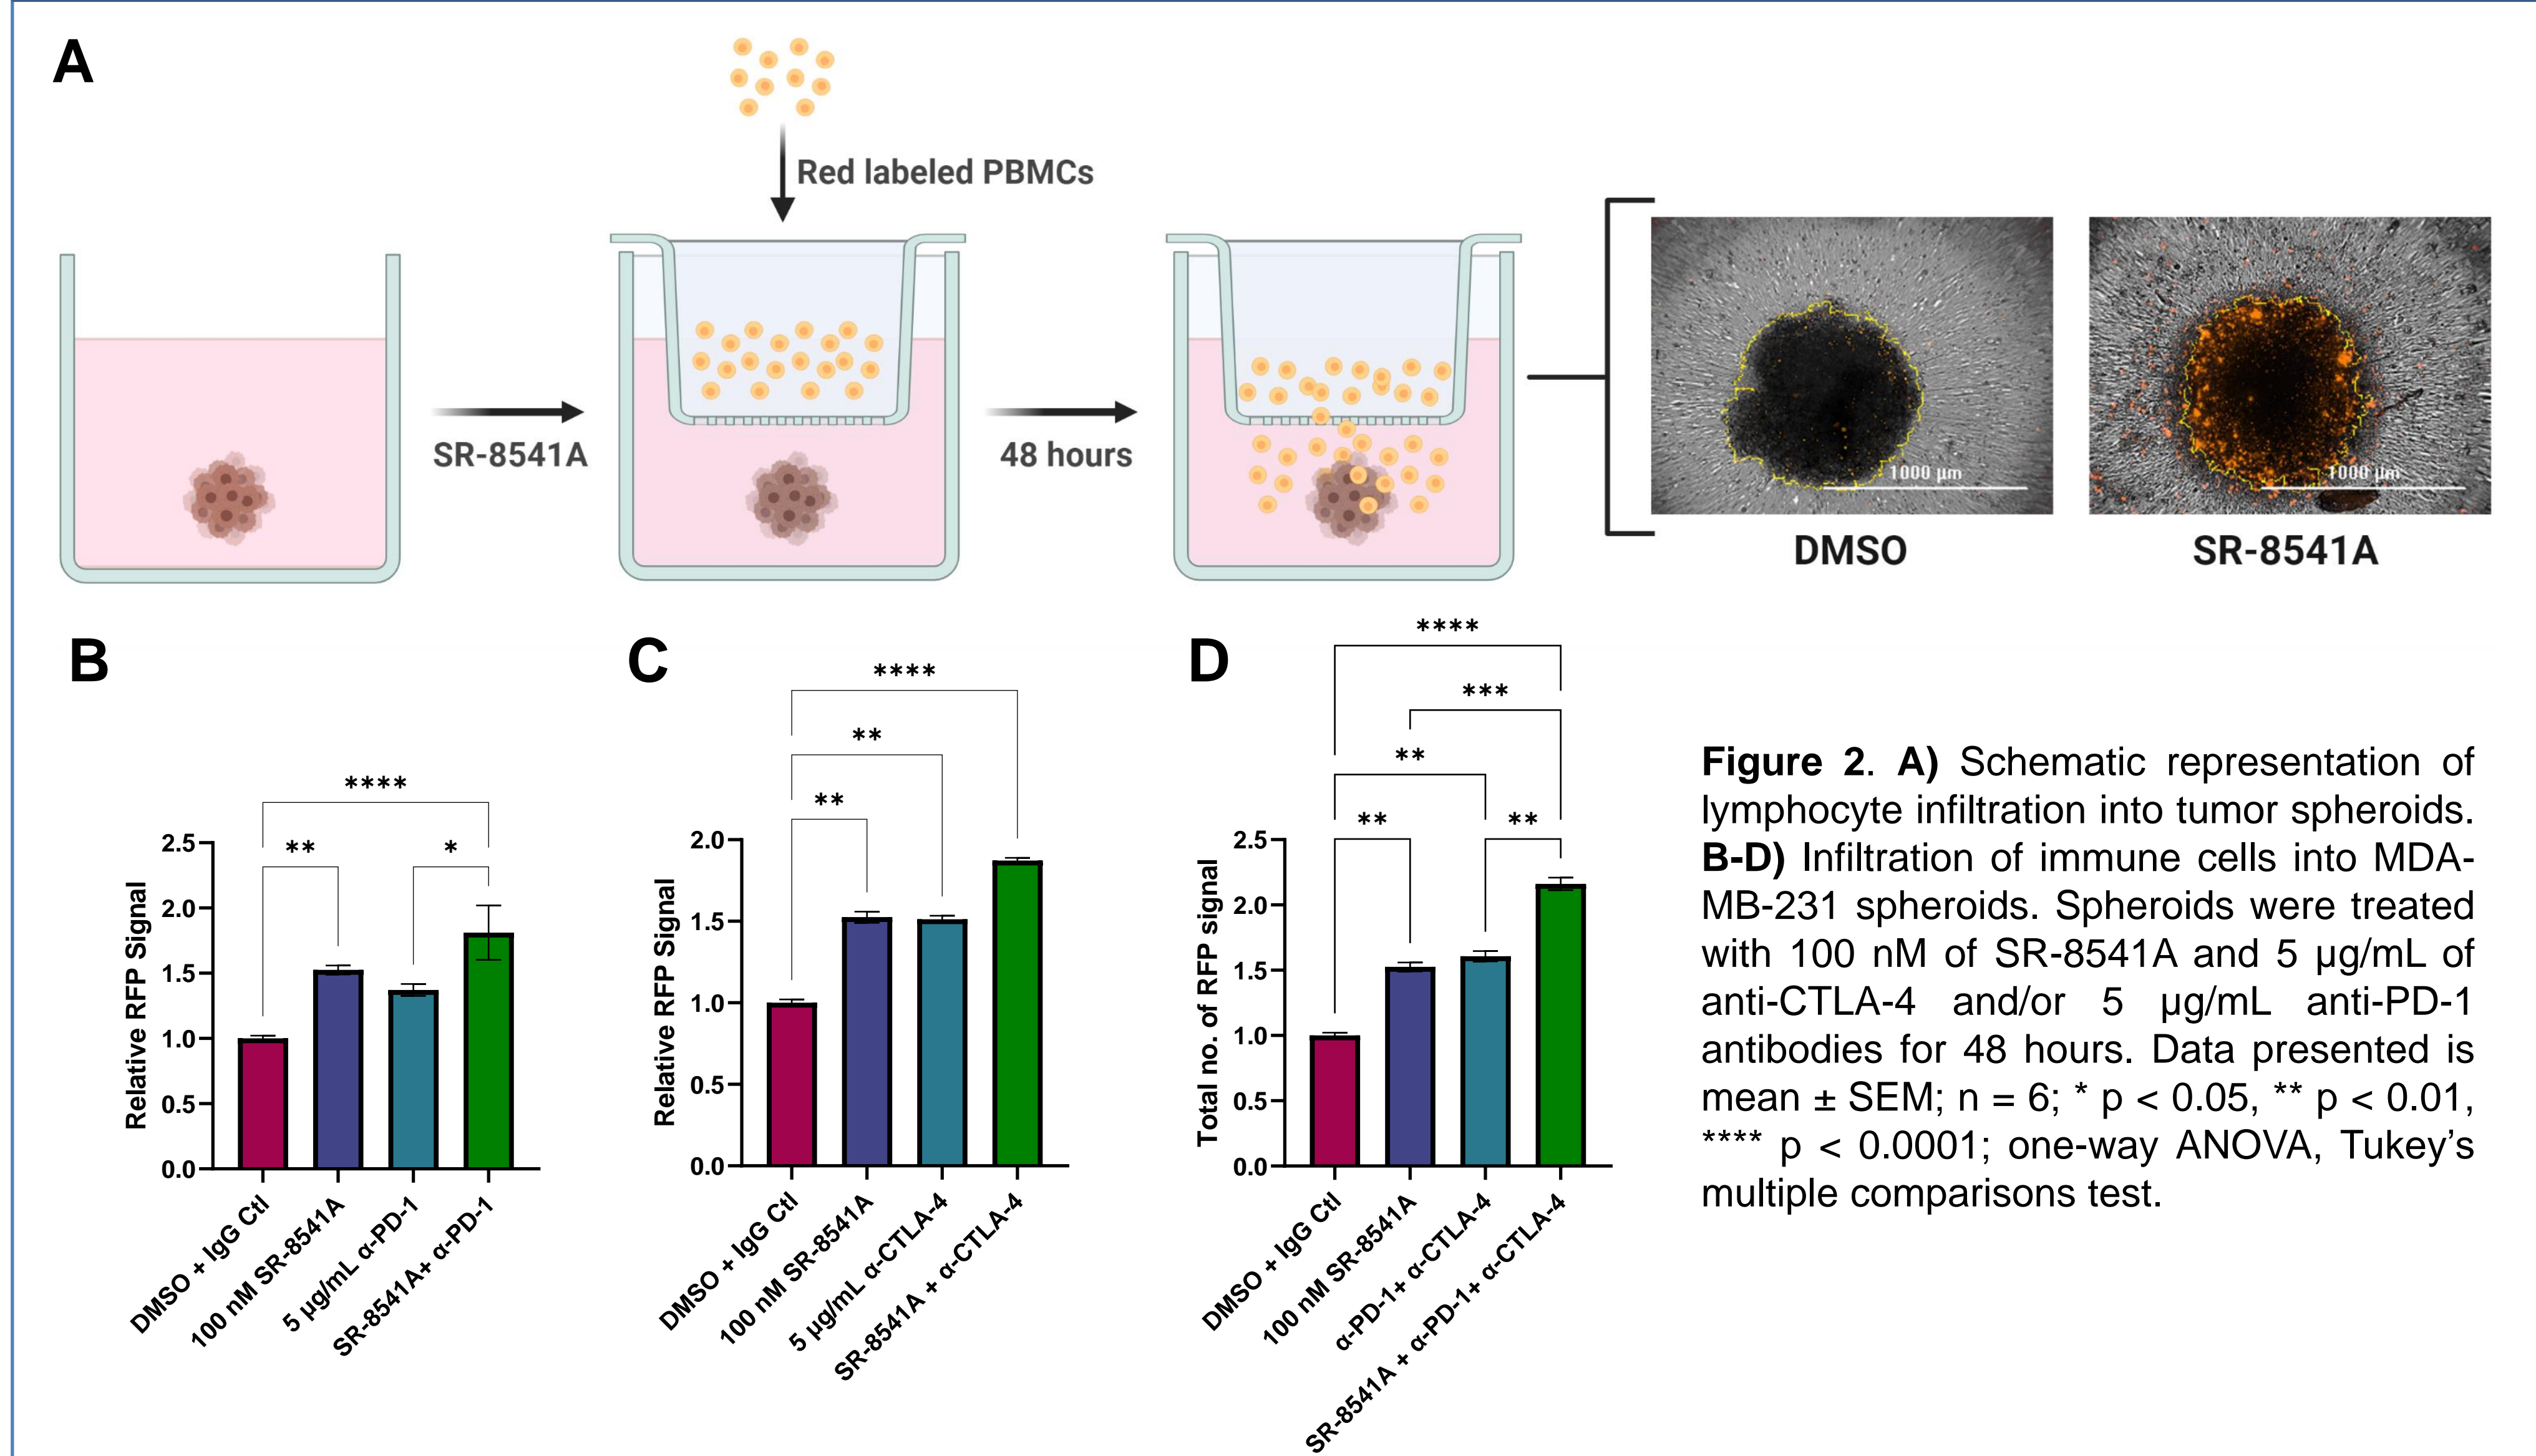 A
Red labeled PBMCs
SR-8541A
48 hours
1000 µm
1000 µm
DMSO
SR-8541A
B
****
**
*
Relative RFP Signal
2.5
2.0
1.5
1.0
0.5
0.0
DMSO + IgG Ctl
100 nM SR-8541A
5 µg/mL α-PD-1
SR-8541A+ α-PD-1
C
****
**
**
Relative RFP Signal
2.0
1.5
1.0
0.5
0.0
DMSO + IgG Ctl
100 nM SR-8541A
5 µg/mL α-CTLA-4
SR-8541A + α-CTLA-4
D
****
***
**
**
**
Total no. of RFP signal
2.5
2.0
1.5
1.0
0.5
0.0
DMSO + IgG Ctl
100 nM SR-8541A
α-PD-1+ α-CTLA-4
SR-8541A + α-PD-1+ α-CTLA-4
Figure 2. A) Schematic representation of
lymphocyte infiltration into tumor spheroids.
B-D) Infiltration of immune cells into MDA-
MB-231 spheroids. Spheroids were treated
with 100 nM of SR-8541A and 5 µg/mL of
anti-CTLA-4 and/or 5 µg/mL anti-PD-1
antibodies for 48 hours. Data presented is
mean ± SEM; n = 6; * p < 0.05, ** p < 0.01,
**** p < 0.0001; one-way ANOVA, Tukey’s
multiple comparisons test.